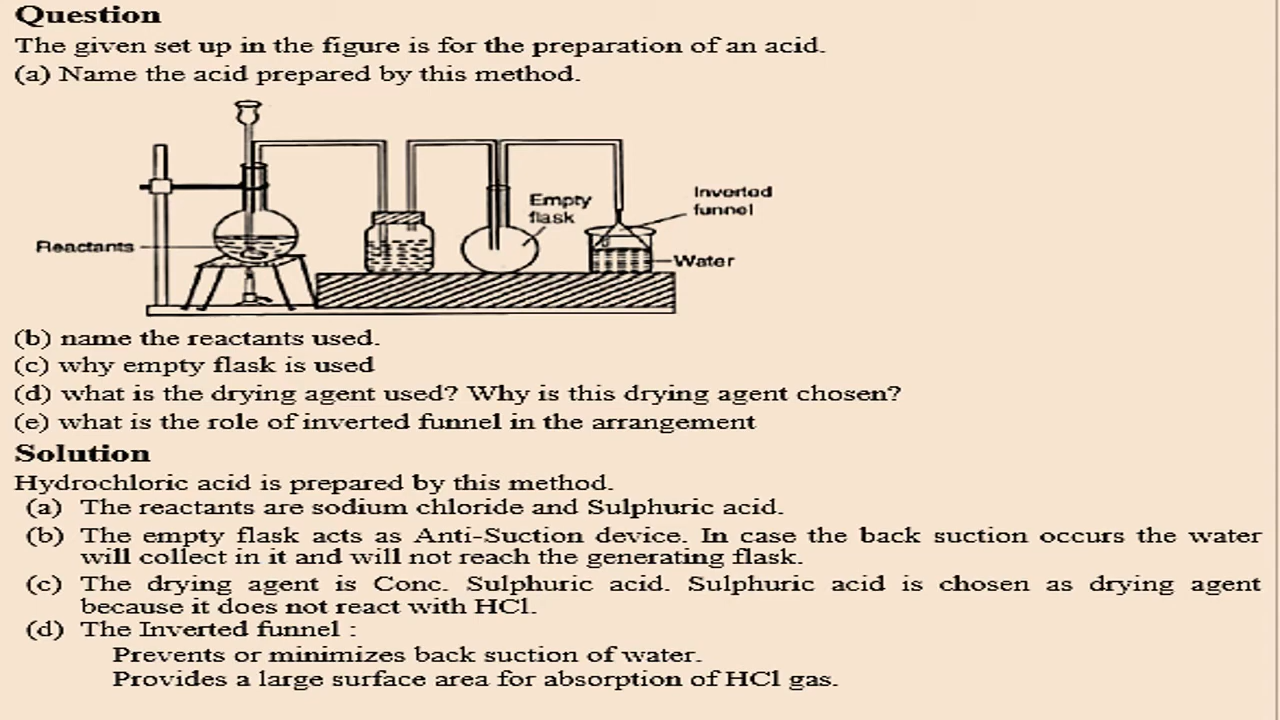 Question
The given set up in the figure is for the preparation of an acid.
(a) Name the acid prepared by this method.
Empty
flask
Inverted
funnel
Reactants
Water
(b) name the reactants used.
(c) why empty flask is used
(d) what is the drying agent used? Why is this drying agent chosen?
(e) what is the role of inverted funnel in the arrangement
Solution
Hydrochloric acid is prepared by this method.
(a) The reactants are sodium chloride and Sulphuric acid.
(b) The empty flask acts as Anti-Suction device. In case the back suction occurs the water
will collect in it and will not reach the generating flask.
(c) The drying agent is Conc. Sulphuric acid. Sulphuric acid is chosen as drying agent
because it does not react with HCl.
(d) The Inverted funnel :
Prevents or minimizes back suction of water.
Provides a large surface area for absorption of HCl gas.